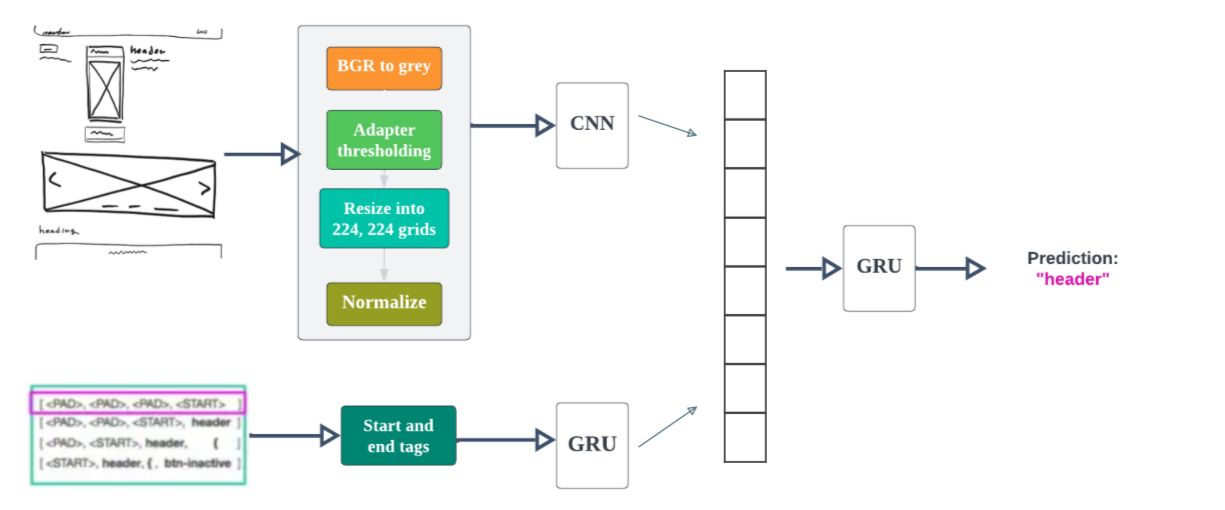 navbar
header
heading
BGR to grey
Adapter
thresholding
Resize into
224, 224 grids
Normalize
CNN
GRU
Prediction:
"header"
[ <PAD>, <PAD>, <PAD>, <START> ]
[ <PAD>, <PAD>, <START>, header ]
[ <PAD>, <START>, header, { ]
[ <START>, header, { , btn-inactive ]
Start and
end tags
GRU